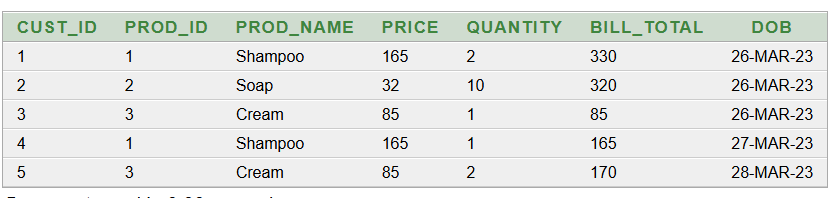 CUST_ID PROD_ID PROD_NAME PRICE QUANTITY BILL_TOTAL DOB
1 1 Shampoo 165 2 330 26-MAR-23
2 2 Soap 32 10 320 26-MAR-23
3 3 Cream 85 1 85 26-MAR-23
4 1 Shampoo 165 1 165 27-MAR-23
5 3 Cream 85 2 170 28-MAR-23